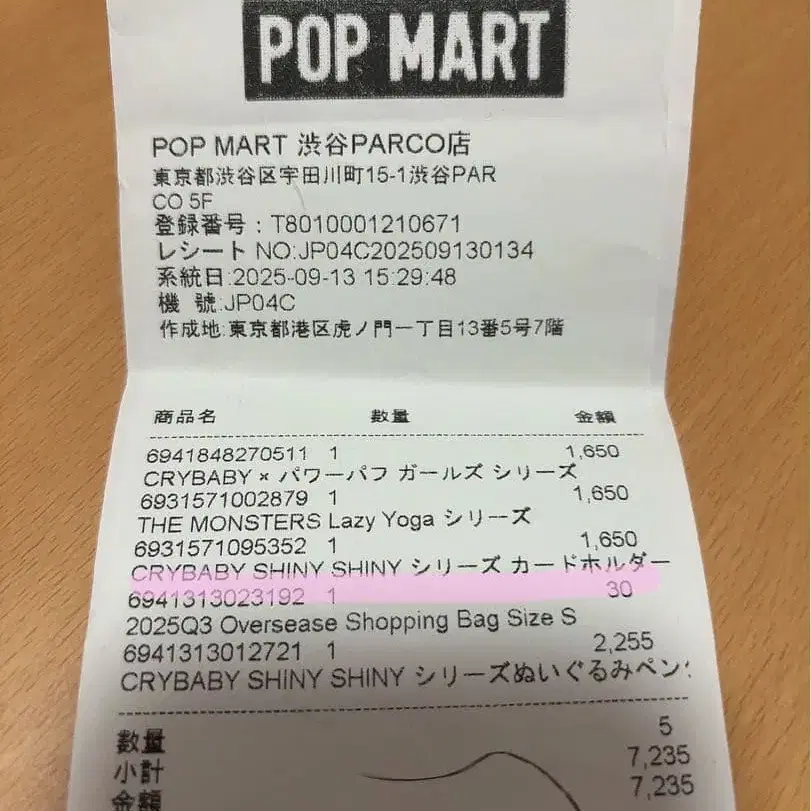 POP MART
POP MART 渋谷PARCO店
東京都渋谷区宇田川町15-1渋谷PAR
CO 5F
登録番号：T8010001210671
レシート NO:JP04C202509130134
系統日:2025-09-13 15:29:48
機 號:JP04C
作成地:東京都港区虎ノ門一丁目13番5号7階
商品名 数量 金額
6941848270511 1 1,650
CRYBABY × パワーパフ ガールズ シリーズ
6931571002879 1 1,650
THE MONSTERS Lazy Yoga シリーズ
6931571095352 1 1,650
CRYBABY SHINY SHINY シリーズ カードホルダー
6941313023192 1 30
2025Q3 Oversease Shopping Bag Size S
6941313012721 1 2,255
CRYBABY SHINY SHINY シリーズぬいぐるみペン
数量 5
小計 7,235
金額 7,235